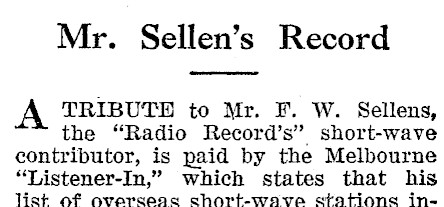 Mr. Sellen's Record
A TRIBUTE to Mr. F. W. Sellens,
the "Radio Record's" short-wave
contributor, is paid by the Melbourne
"Listener-In," which states that his
list of overseas short-wave stations in-